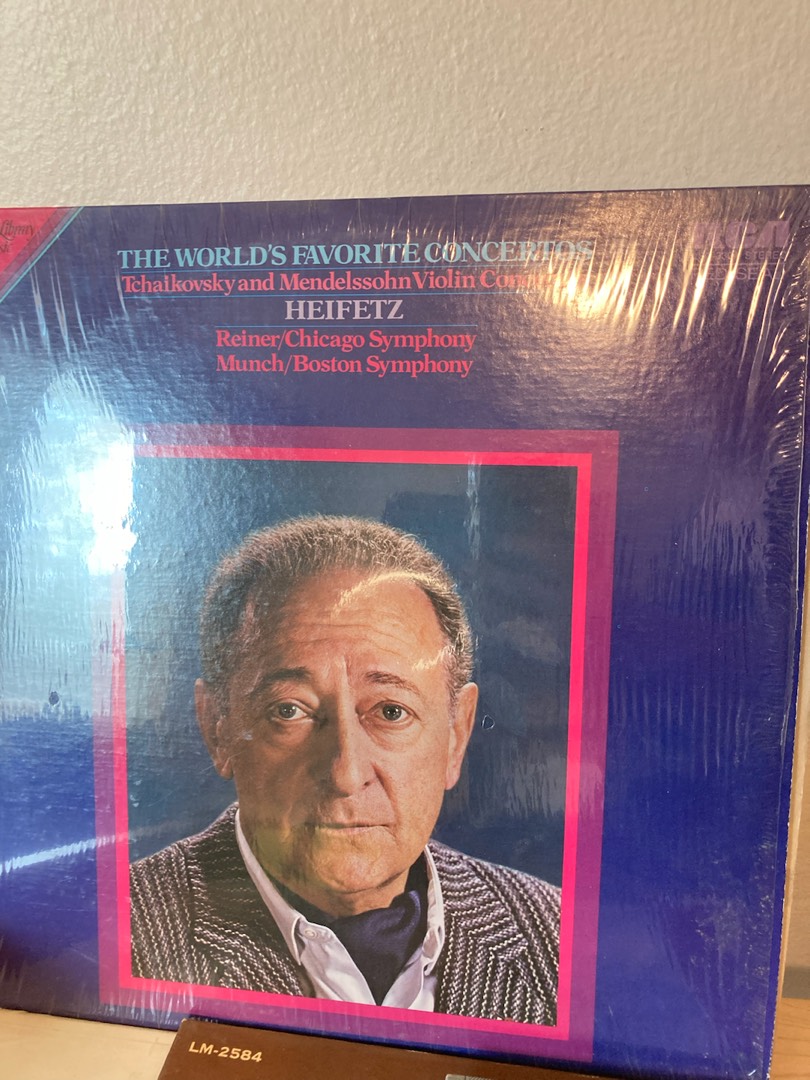 THE WORLD'S FAVORITE CONCERTOS
Tchaikovsky and Mendelssohn Violin
HEIFETZ
Reiner/Chicago Symphony
Munch/Boston Symphony
LM-2584